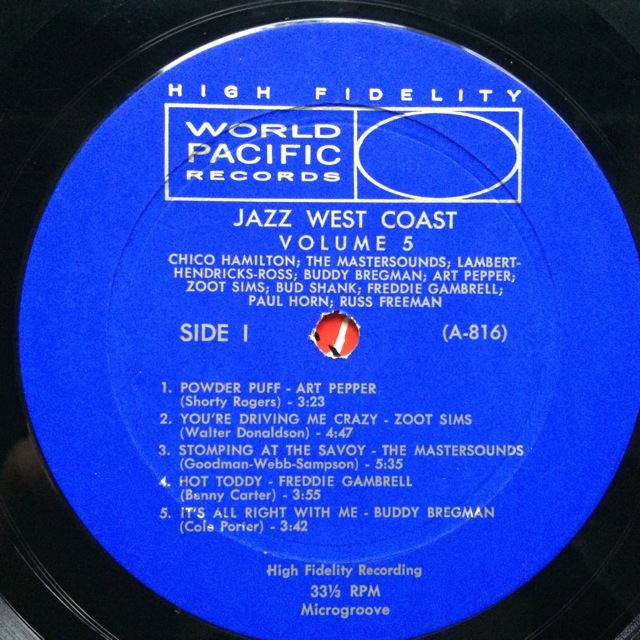 HIGH FIDELITY
WORLD
PACIFIC
RECORDS
JAZZ WEST COAST
VOLUME 5
CHICO HAMILTON; THE MASTERSOUNDS; LAMBERT-
HENDRICKS-ROSS; BUDDY BREGMAN; ART PEPPER;
ZOOT SIMS; BUD SHANK; FREDDIE GAMBRELL;
PAUL HORN; RUSS FREEMAN
SIDE I (A-816)
1. POWDER PUFF - ART PEPPER
(Shorty Rogers) - 3:23
2. YOU'RE DRIVING ME CRAZY - ZOOT SIMS
(Walter Donaldson) - 4:47
3. STOMPING AT THE SAVOY - THE MASTERSOUNDS
(Goodman-Webb-Sampson) - 5:35
4. HOT TODDY - FREDDIE GAMBRELL
(Benny Carter) - 3:55
5. IT'S ALL RIGHT WITH ME - BUDDY BREGMAN
(Cole Porter) - 3:42
High Fidelity Recording
33⅓ RPM
Microgroove